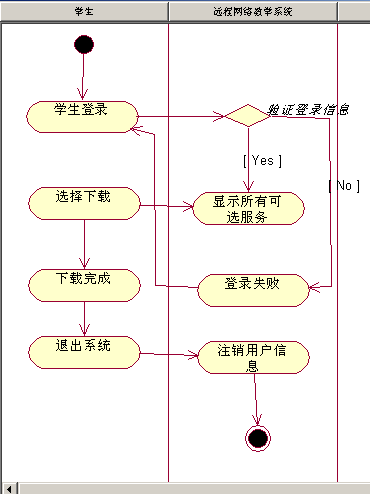 学生
远程网络教学系统
学生登录
验证登录信息
[ Yes ]
[ No ]
选择下载
显示所有可
选服务
下载完成
登录失败
退出系统
注销用户信
息